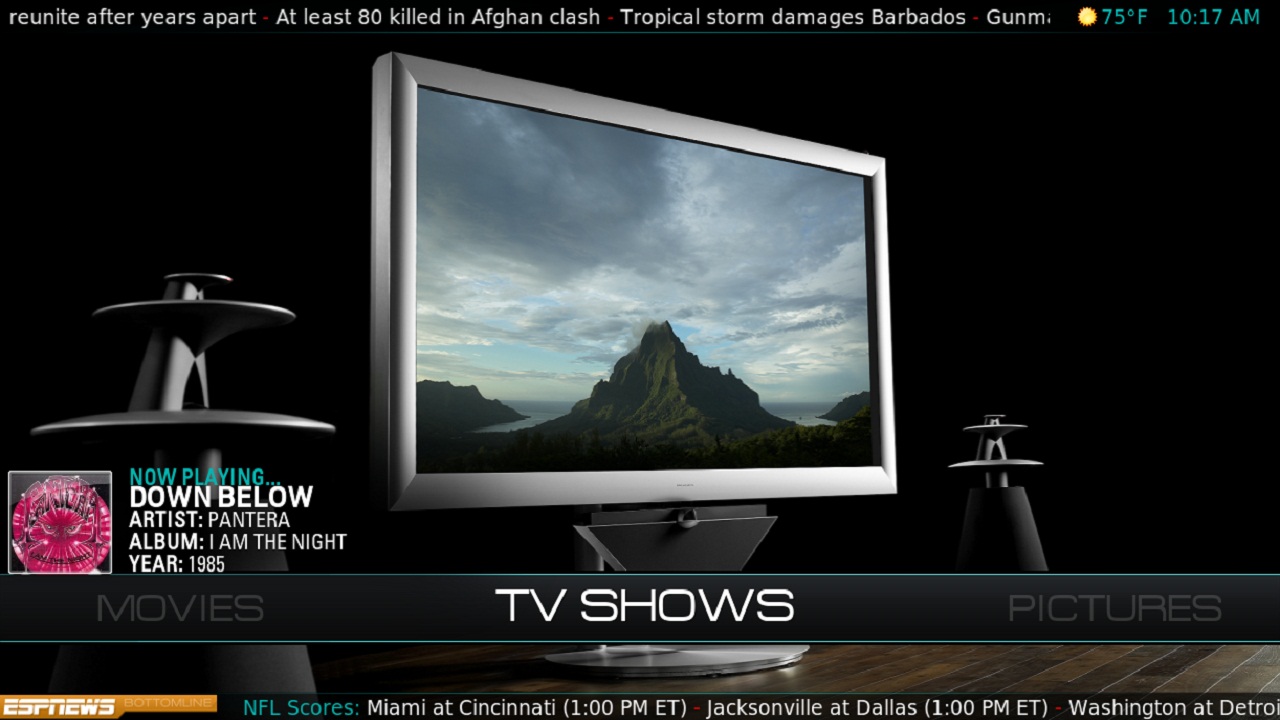 reunite after years apart - At least 80 killed in Afghan clash - Tropical storm damages Barbados - Gunma
75°F 10:17 AM
NOW PLAYING...
DOWN BELOW
ARTIST: PANTERA
ALBUM: I AM THE NIGHT
YEAR: 1985
MOVIES TV SHOWS PICTURES
ESPNEWS BOTTOMLINE NFL Scores: Miami at Cincinnati (1:00 PM ET) - Jacksonville at Dallas (1:00 PM ET) - Washington at Detroi